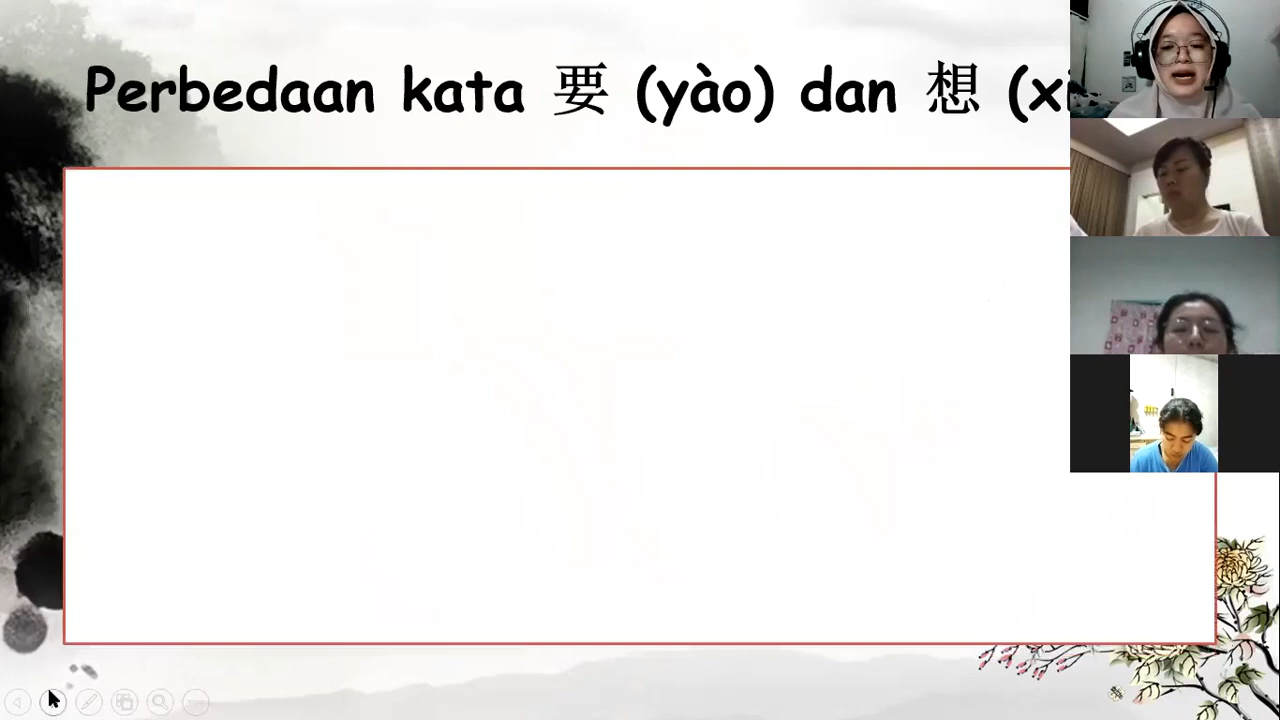 Perbedaan kata 要 (yào) dan 想